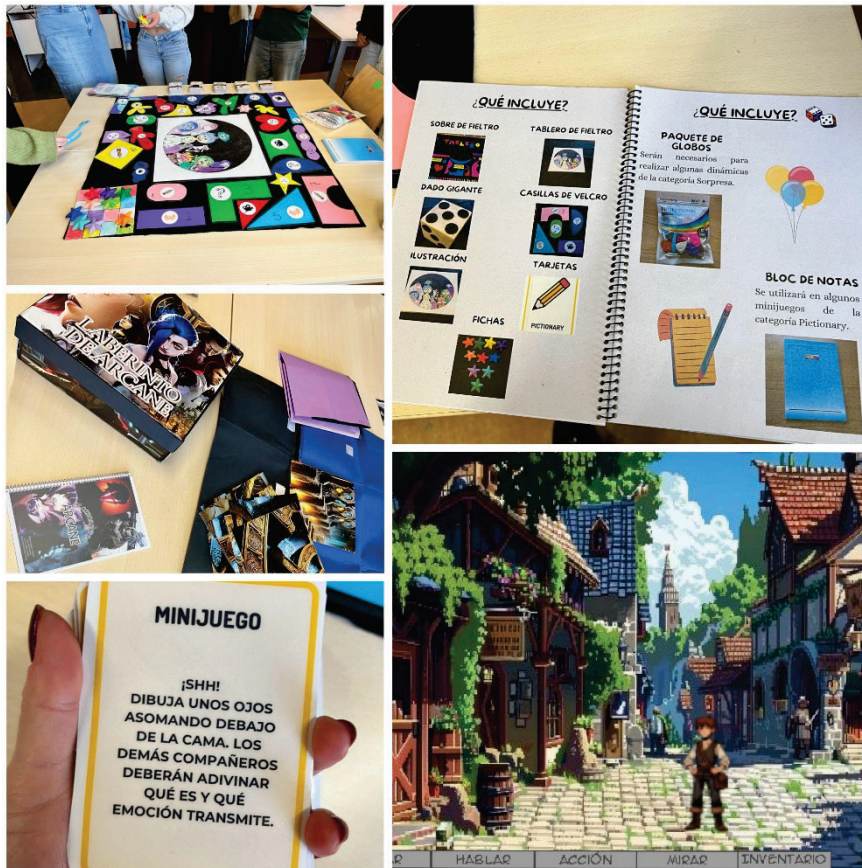 ¿QUÉ INCLUYE?
SOBRE DE FIELTRO
TABLERO DE FIELTRO
DADO GIGANTE
CASILLAS DE VELCRO
ILUSTRACIÓN
TARJETAS
PICTIONARY
FICHAS
¿QUÉ INCLUYE?
PAQUETE DE
GLOBOS
Serán necesarios para
realizar algunas dinámicas
de la categoría Sorpresa.
BLOC DE NOTAS
Se utilizará en algunos
minijuegos de la
categoría Pictionary.
LABERINTO
DE ARCANE
ARCANE
MINIJUEGO
¡SHH!
DIBUJA UNOS OJOS
ASOMANDO DEBAJO
DE LA CAMA. LOS
DEMÁS COMPAÑEROS
DEBERÁN ADIVINAR
QUÉ ES Y QUÉ
EMOCIÓN TRANSMITE.
HABLAR
ACCIÓN
MIRAR
INVENTARIO